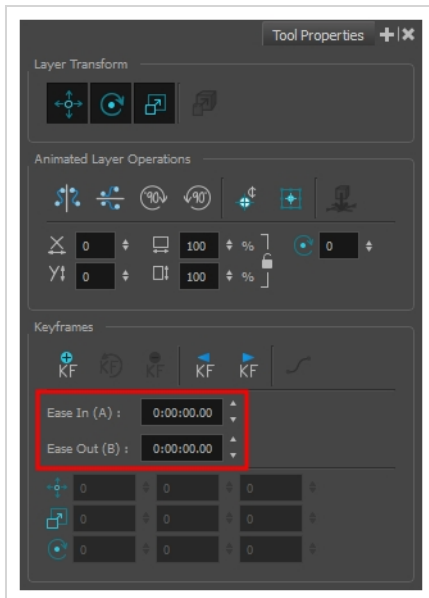 Tool Properties
Layer Transform
Animated Layer Operations
90 90
X 0 100 % 0
Y 0 100 %
Keyframes
KF KF KF KF KF
Ease In (A) : 0:00:00.00
Ease Out (B) : 0:00:00.00
0 0 0
0 0 0
0 0 0